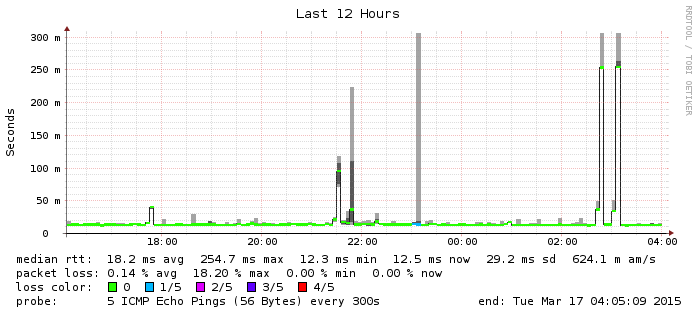 Last 12 Hours
RRDTOOL / TOBI OETIKER
Seconds
300 m
250 m
200 m
150 m
100 m
50 m
0
18:00 20:00 22:00 00:00 02:00 04:00
median rtt: 18.2 ms avg 254.7 ms max 12.3 ms min 12.5 ms now 29.2 ms sd 624.1 m am/s
packet loss: 0.14 % avg 18.20 % max 0.00 % min 0.00 % now
loss color: 0 1/5 2/5 3/5 4/5
probe: 5 ICMP Echo Pings (56 Bytes) every 300s end: Tue Mar 17 04:05:09 2015